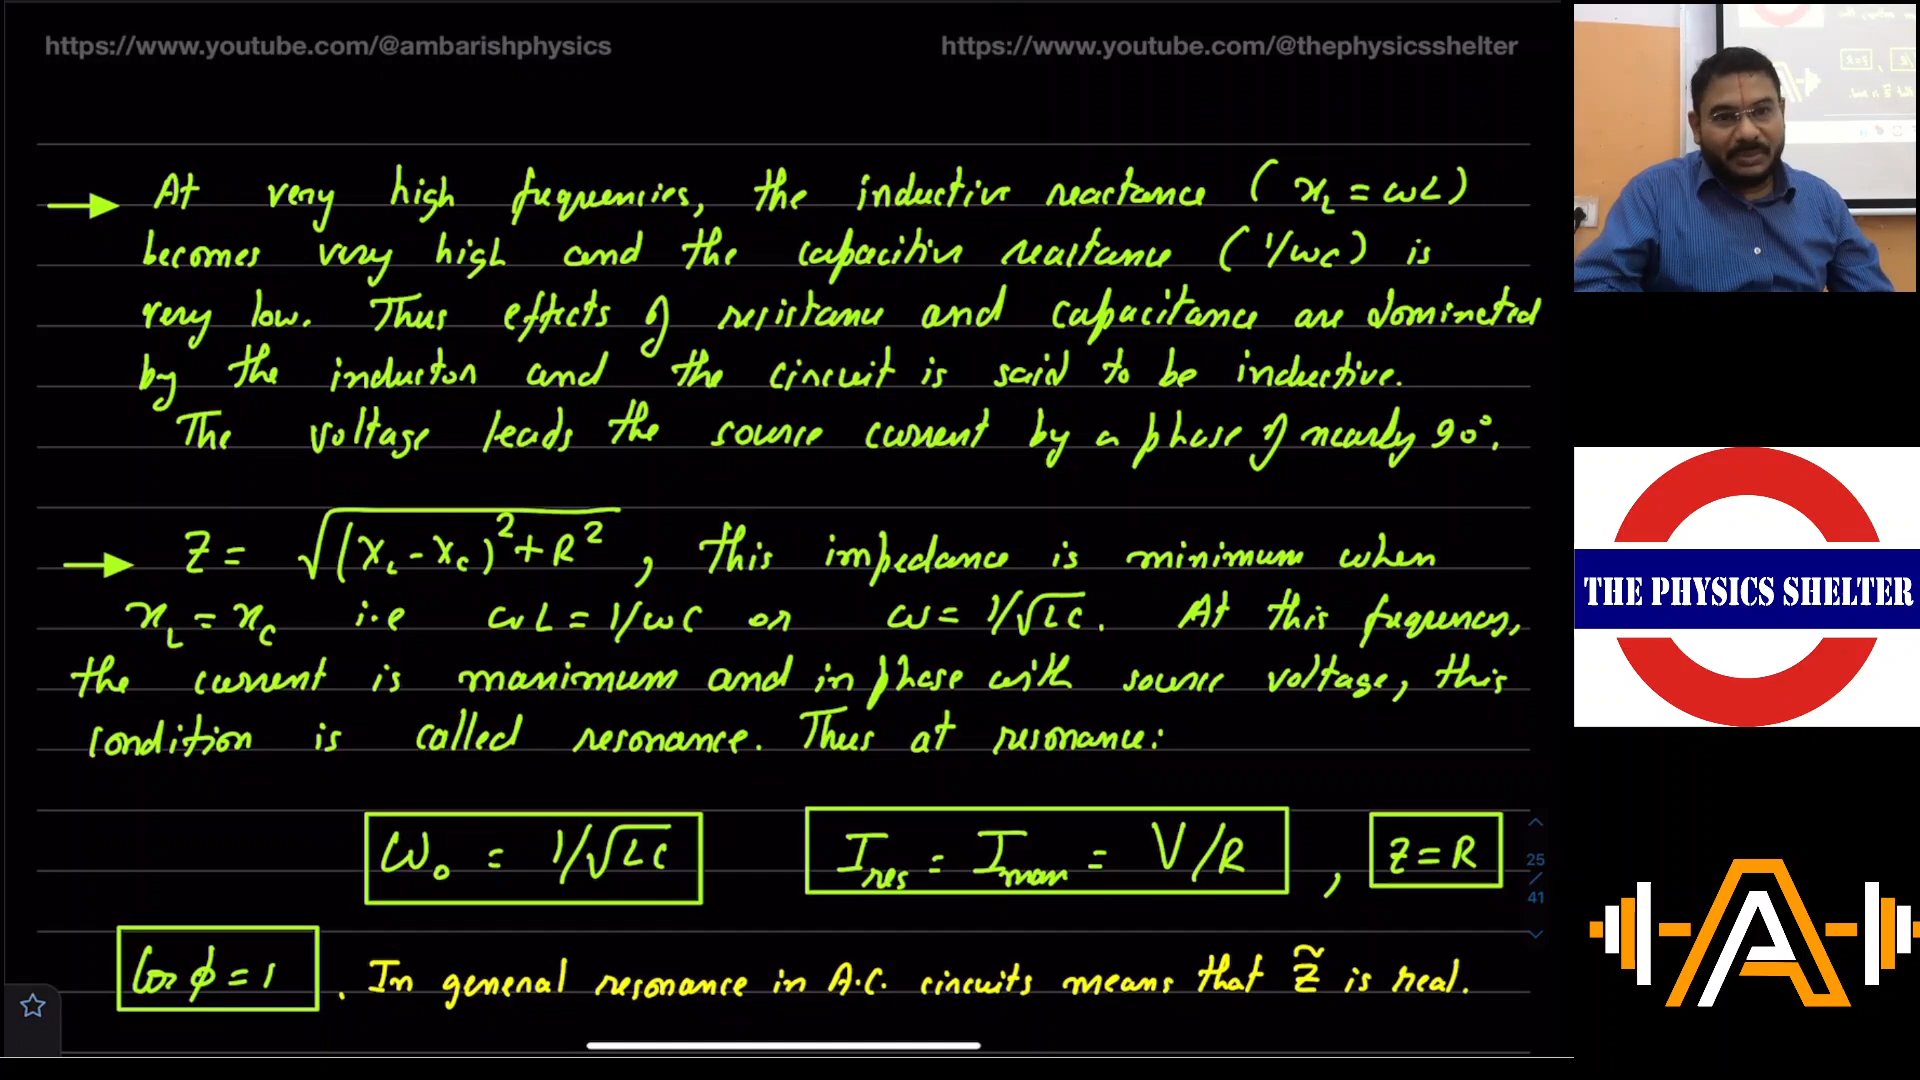 https://www.youtube.com/@ambarishphysics
https://www.youtube.com/@thephysicsshelter
→ At very high frequencies, the inductive reactance ( x_L = ωL )
becomes very high and the capacitive reactance ( 1/ωC ) is
very low. Thus effects of resistance and capacitance are dominated
by the inductor and the circuit is said to be inductive.
The voltage leads the source current by a phase of nearly 90°.
→ Z = √((X_L - X_C)² + R²) , this impedance is minimum when
x_L = x_C i.e ωL = 1/ωC or ω = 1/√LC. At this frequency,
the current is maximum and in phase with source voltage, this
condition is called resonance. Thus at resonance:
ω₀ = 1/√LC
I_res = I_max = V/R , Z = R
Cos φ = 1 . In general resonance in A.C. circuits means that Z̃ is real.
25
/
41
THE PHYSICS SHELTER
A